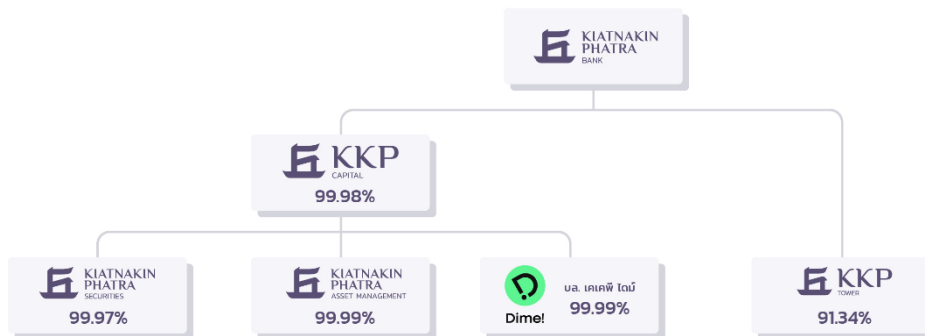 KIATNAKIN
PHATRA
BANK
KKP
CAPITAL
99.98%
KIATNAKIN
PHATRA
SECURITIES
99.97%
KIATNAKIN
PHATRA
ASSET MANAGEMENT
99.99%
Dime!
บล. เคเคพี ไดม์
99.99%
KKP
TOWER
91.34%